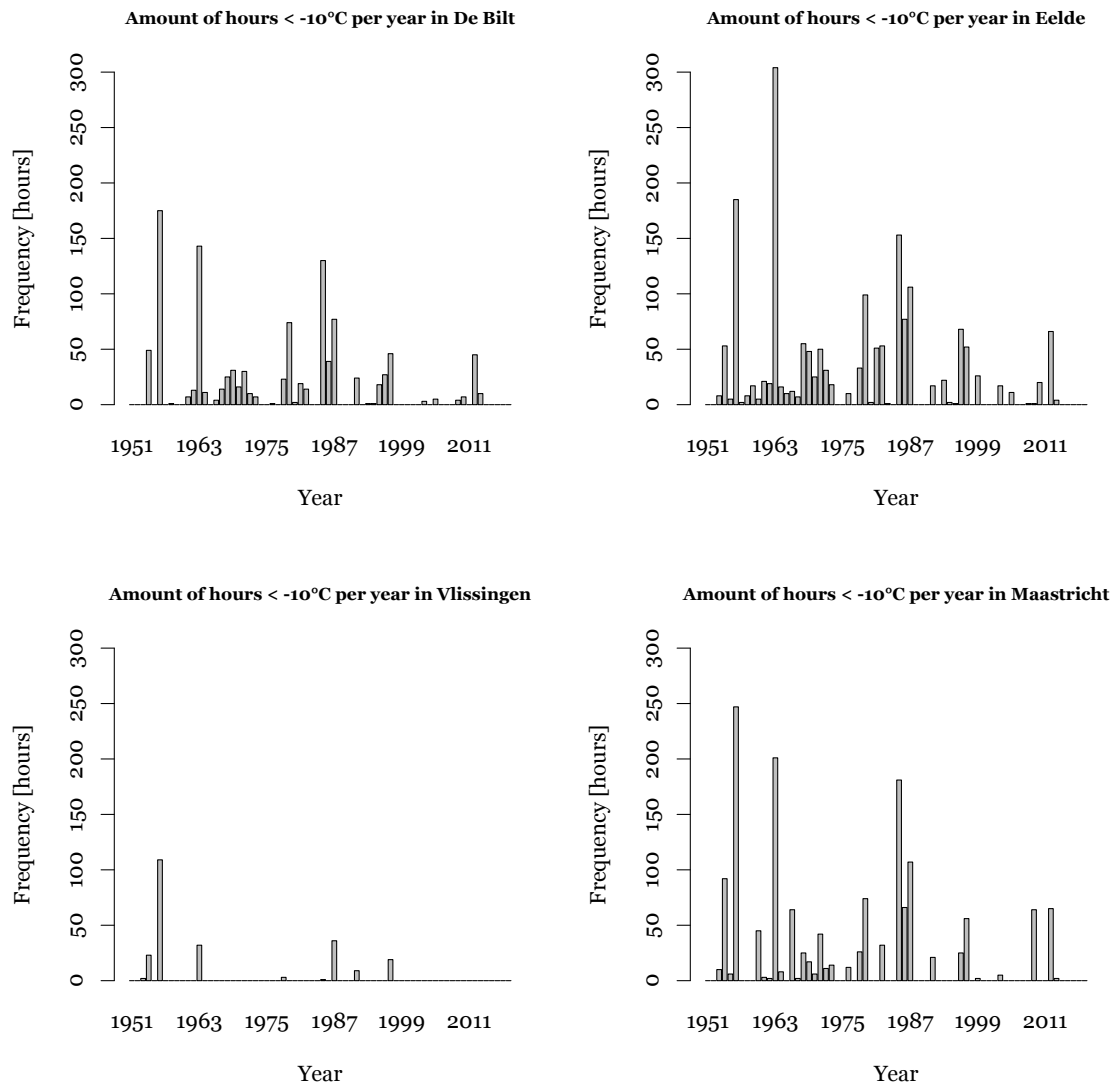 Amount of hours < -10°C per year in De Bilt
Frequency [hours]
300
250
200
150
100
50
0
1951 1963 1975 1987 1999 2011
Year
Amount of hours < -10°C per year in Eelde
Frequency [hours]
300
250
200
150
100
50
0
1951 1963 1975 1987 1999 2011
Year
Amount of hours < -10°C per year in Vlissingen
Frequency [hours]
300
250
200
150
100
50
0
1951 1963 1975 1987 1999 2011
Year
Amount of hours < -10°C per year in Maastricht
Frequency [hours]
300
250
200
150
100
50
0
1951 1963 1975 1987 1999 2011
Year